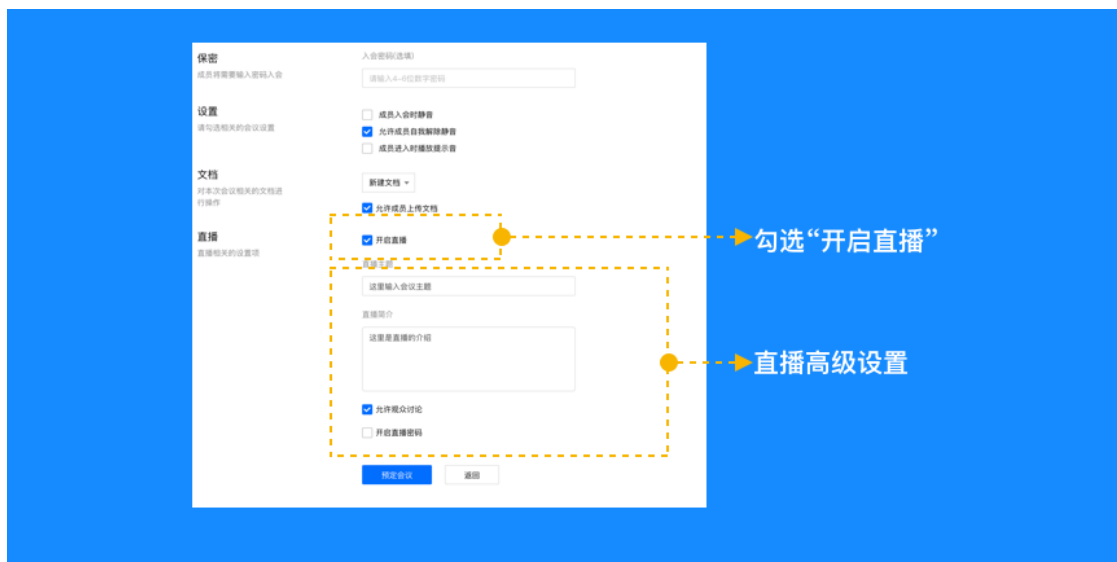 保密
成员将需要输入密码入会
入会密码(选填)
请输入4-6位数字密码
设置
请勾选相关的会议设置
成员入会时静音
允许成员自我解除静音
成员进入时播放提示音
文档
对本次会议相关的文档进
行操作
新建文档
允许成员上传文档
直播
直播相关的设置项
开启直播
勾选“开启直播”
直播主题
这里输入会议主题
直播简介
这里是直播的介绍
直播高级设置
允许观众讨论
开启直播密码
预定会议
返回